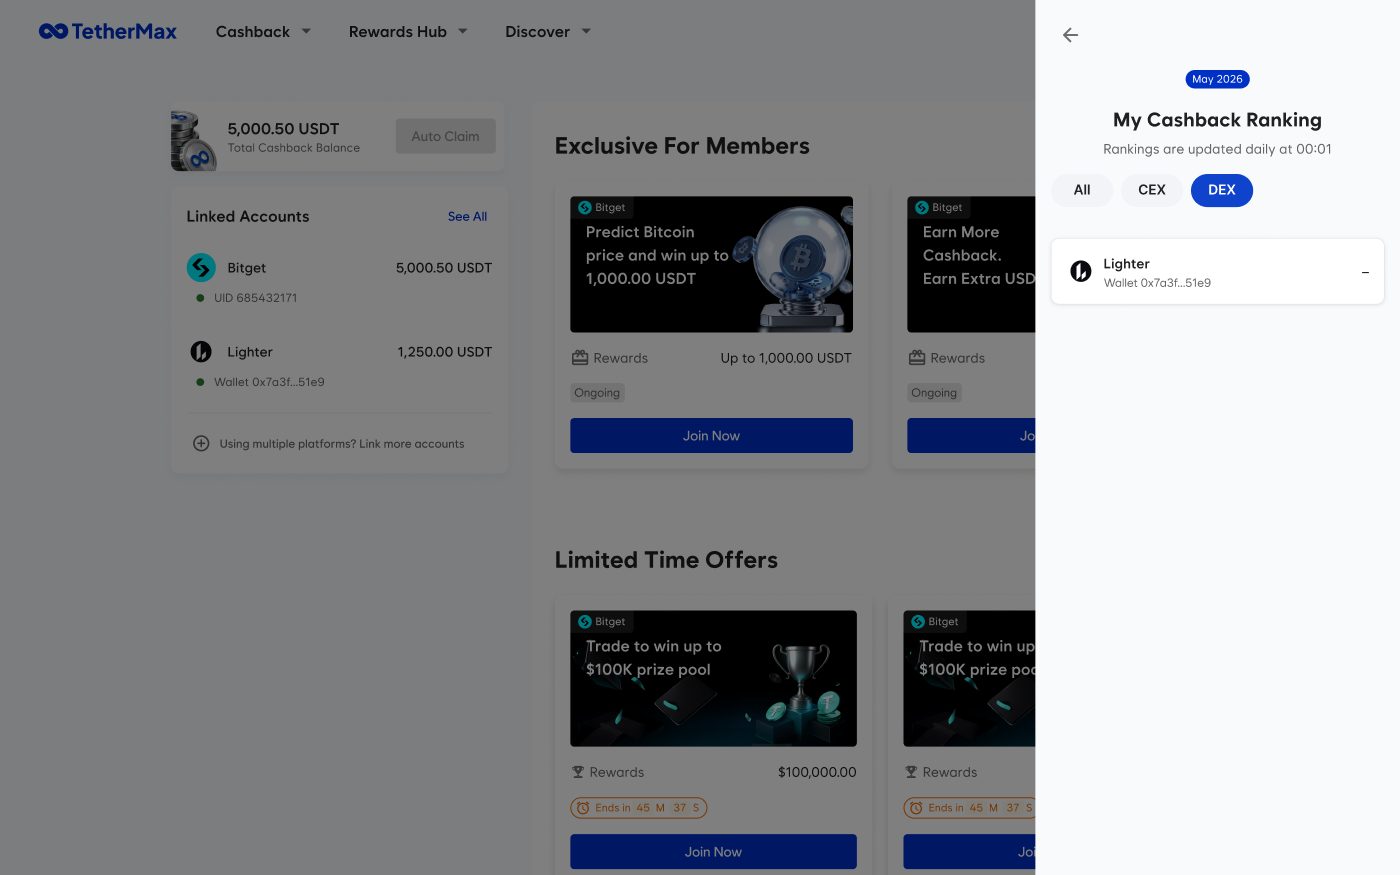 TetherMax
Cashback
Rewards Hub
Discover
5,000.50 USDT
Total Cashback Balance
Auto Claim
Linked Accounts
See All
Bitget
5,000.50 USDT
UID 685432171
Lighter
1,250.00 USDT
Wallet 0x7a3f...51e9
Using multiple platforms? Link more accounts
Exclusive For Members
Bitget
Predict Bitcoin
price and win up to
1,000.00 USDT
Rewards
Up to 1,000.00 USDT
Ongoing
Join Now
Bitget
Earn More
Cashback.
Earn Extra USD
Rewards
Ongoing
Jo
Limited Time Offers
Bitget
Trade to win up to
$100K prize pool
Rewards
$100,000.00
Ends in 45 M 37 S
Join Now
Bitget
Trade to win up
$100K prize poo
Rewards
Ends in 45 M 37 S
Joi
May 2026
My Cashback Ranking
Rankings are updated daily at 00:01
All
CEX
DEX
Lighter
Wallet 0x7a3f...51e9
–